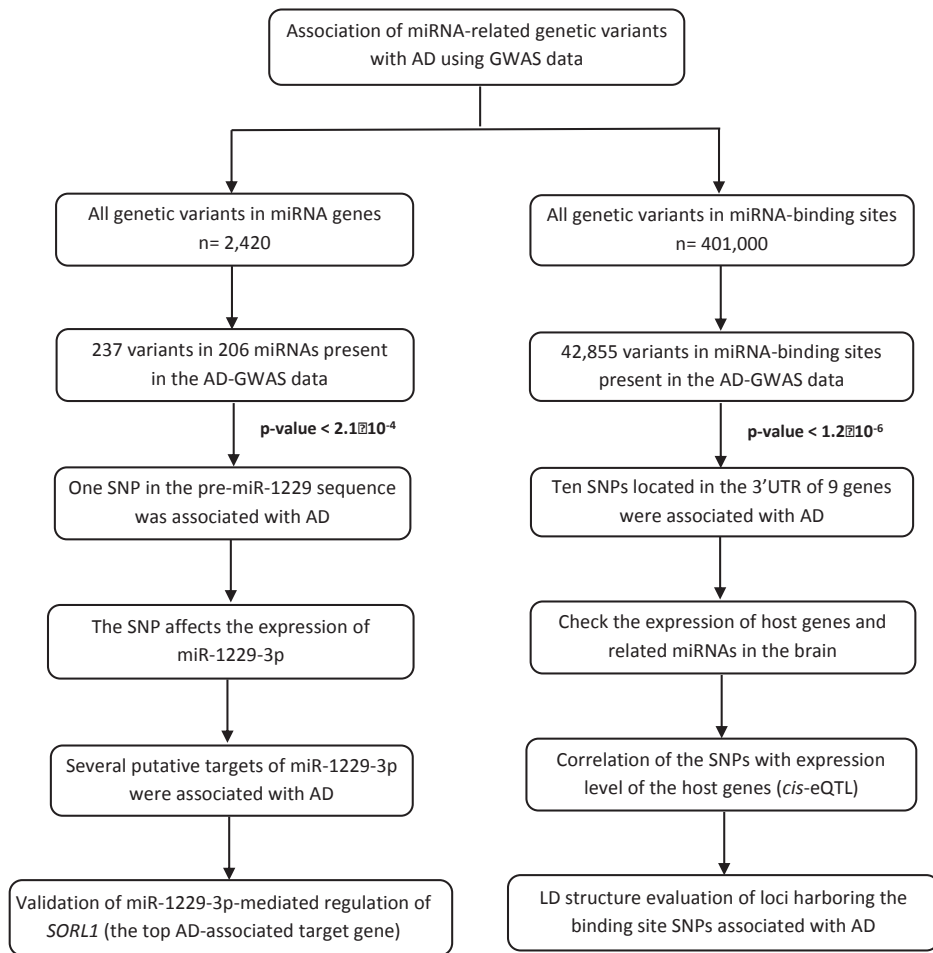 Association of miRNA-related genetic variants
with AD using GWAS data
All genetic variants in miRNA genes
n= 2,420
237 variants in 206 miRNAs present
in the AD-GWAS data
p-value < 2.1⍰10⁻⁴
One SNP in the pre-miR-1229 sequence
was associated with AD
The SNP affects the expression of
miR-1229-3p
Several putative targets of miR-1229-3p
were associated with AD
Validation of miR-1229-3p-mediated regulation of
SORL1 (the top AD-associated target gene)
All genetic variants in miRNA-binding sites
n= 401,000
42,855 variants in miRNA-binding sites
present in the AD-GWAS data
p-value < 1.2⍰10⁻⁶
Ten SNPs located in the 3’UTR of 9 genes
were associated with AD
Check the expression of host genes and
related miRNAs in the brain
Correlation of the SNPs with expression
level of the host genes (cis-eQTL)
LD structure evaluation of loci harboring the
binding site SNPs associated with AD